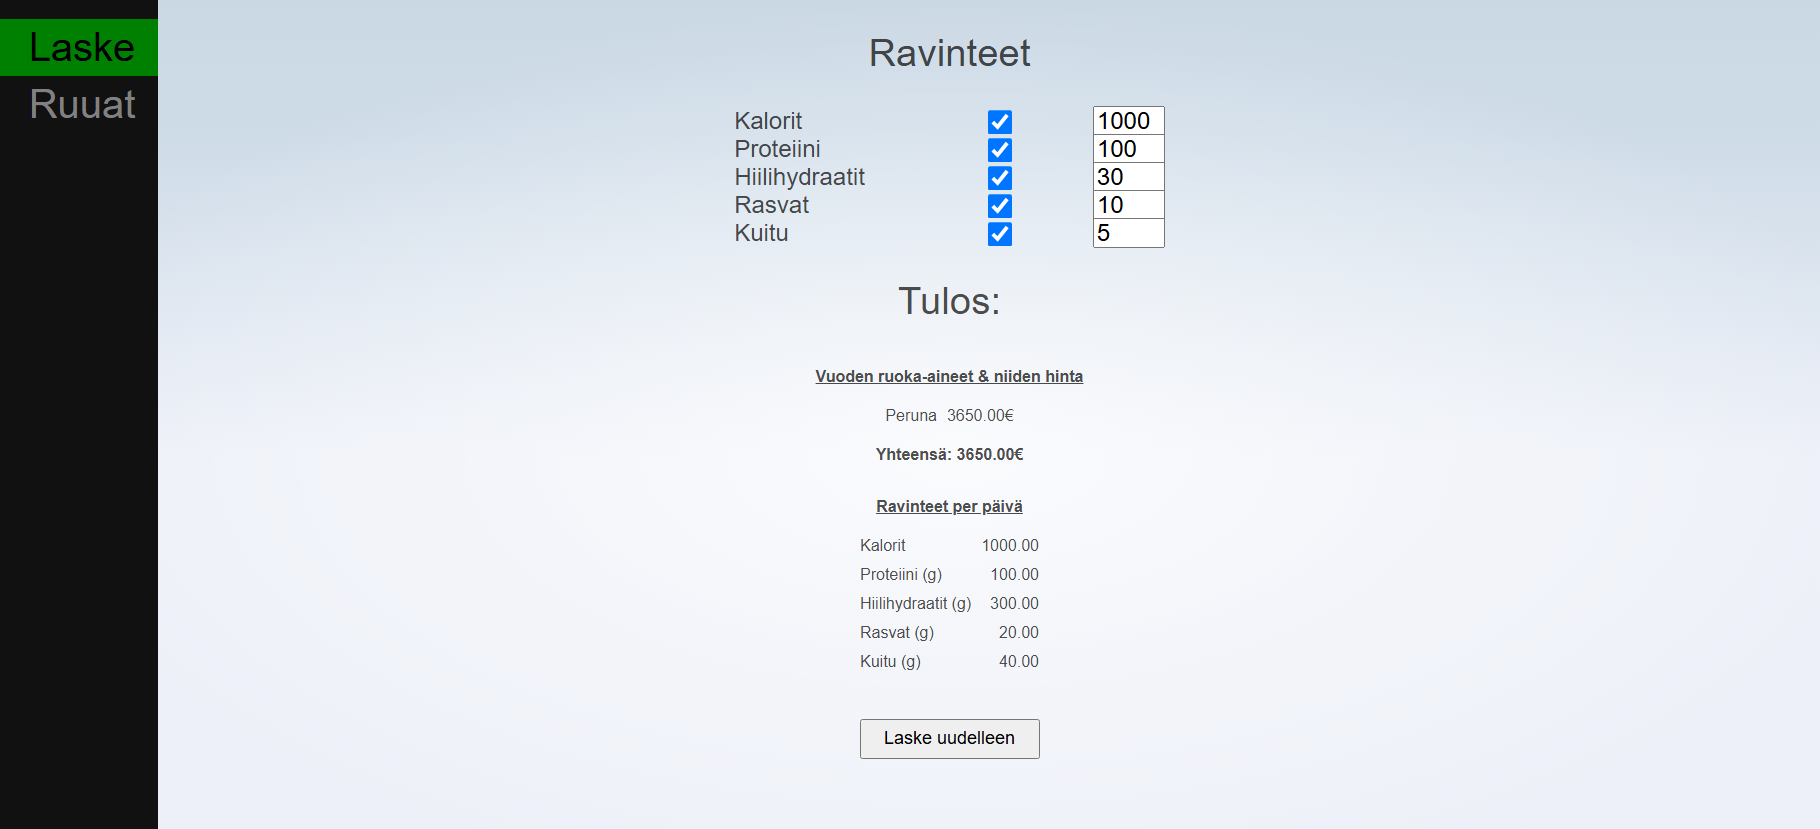 Laske
Ruuat
Ravinteet
Kalorit 1000
Proteiini 100
Hiilihydraatit 30
Rasvat 10
Kuitu 5
Tulos:
Vuoden ruoka-aineet & niiden hinta
Peruna 3650.00€
Yhteensä: 3650.00€
Ravinteet per päivä
Kalorit 1000.00
Proteiini (g) 100.00
Hiilihydraatit (g) 300.00
Rasvat (g) 20.00
Kuitu (g) 40.00
Laske uudelleen